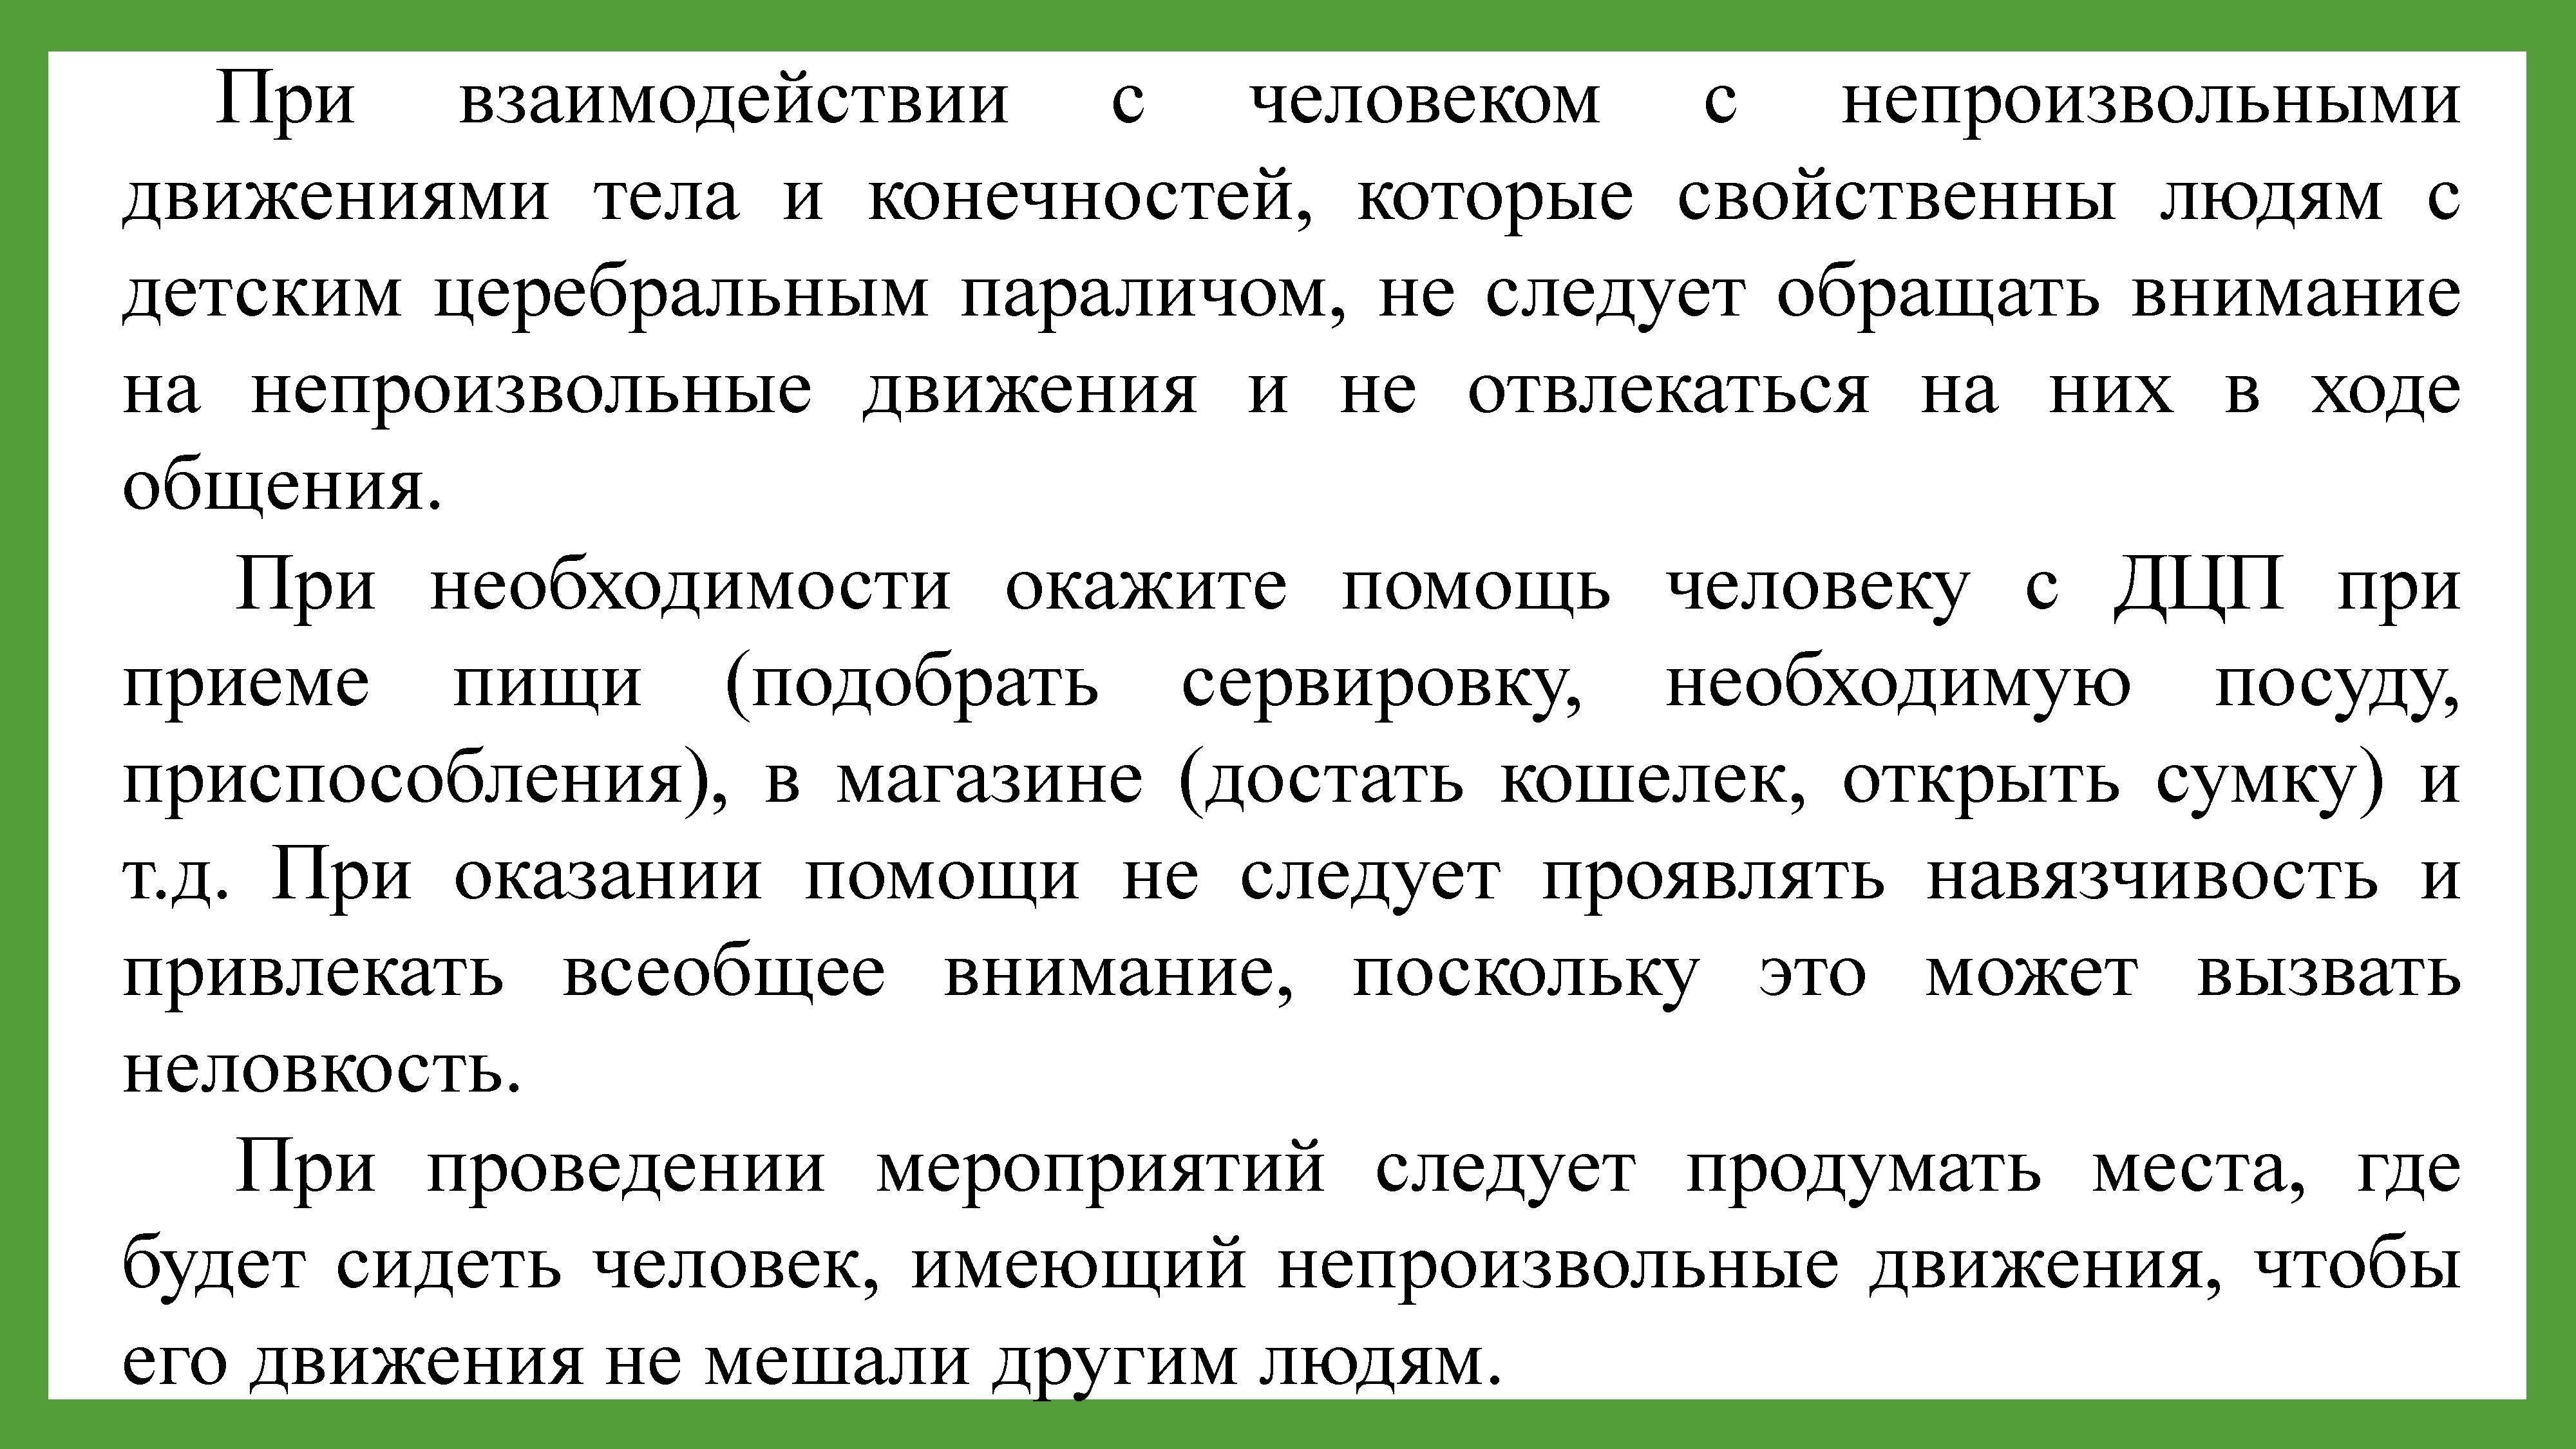 При взаимодействии с человеком с непроизвольными
движениями тела и конечностей, которые свойственны людям с
детским церебральным параличом, не следует обращать внимание
на непроизвольные движения и не отвлекаться на них в ходе
общения.
При необходимости окажите помощь человеку с ДЦП при
приеме пищи (подобрать сервировку, необходимую посуду,
приспособления), в магазине (достать кошелек, открыть сумку) и
т.д. При оказании помощи не следует проявлять навязчивость и
привлекать всеобщее внимание, поскольку это может вызвать
неловкость.
При проведении мероприятий следует продумать места, где
будет сидеть человек, имеющий непроизвольные движения, чтобы
его движения не мешали другим людям.